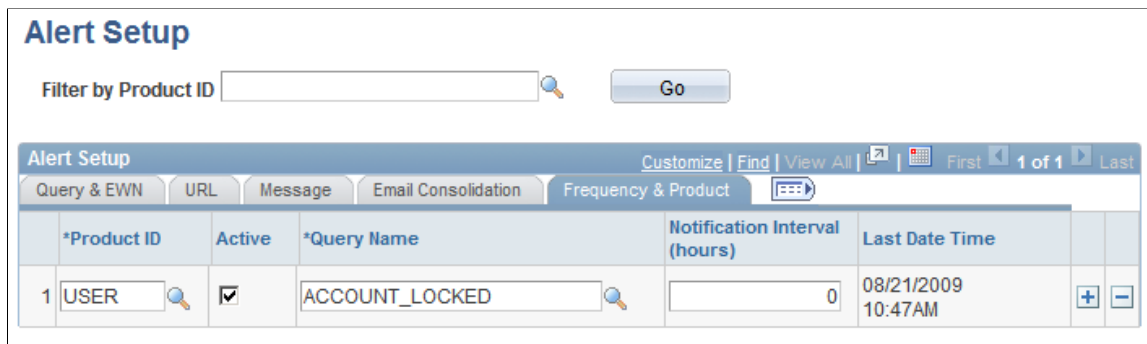 Alert Setup
Filter by Product ID Go
Alert Setup Customize | Find | View All | | First 1 of 1 Last
Query & EWN URL Message Email Consolidation Frequency & Product
*Product ID Active *Query Name Notification Interval (hours) Last Date Time
1 USER ACCOUNT_LOCKED 0 08/21/2009 10:47AM